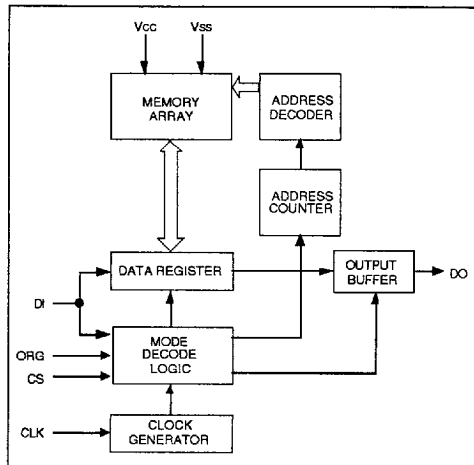 Vcc Vss
MEMORY
ARRAY
ADDRESS
DECODER
ADDRESS
COUNTER
DATA REGISTER
OUTPUT
BUFFER
DO
DI
MODE
DECODE
LOGIC
ORG
CS
CLK
CLOCK
GENERATOR